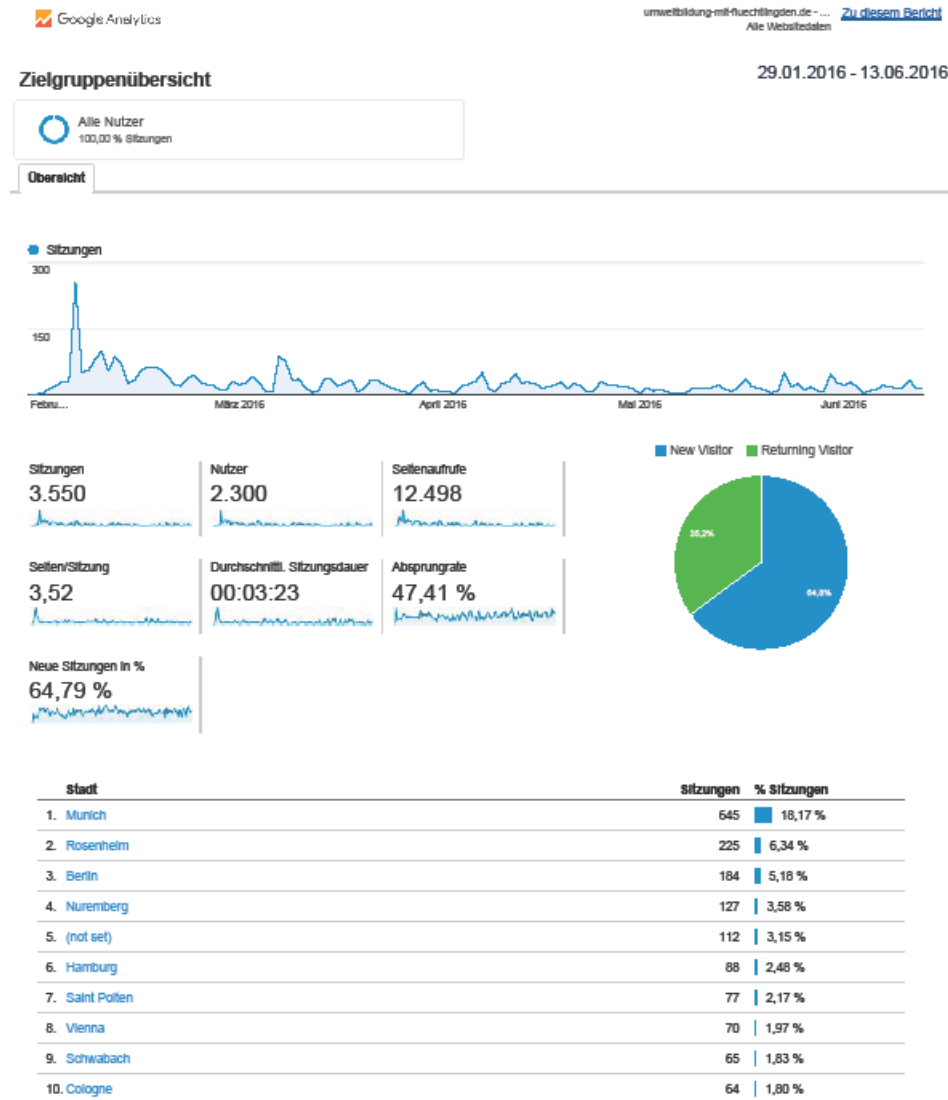 Google Analytics
umweltbildung-mit-fluechtlingden.de - ...
Alle Websitedaten
Zu diesem Bericht
Zielgruppenübersicht
29.01.2016 - 13.06.2016
Alle Nutzer
100,00 % Sitzungen
Übersicht
Sitzungen
300
150
Febru... März 2016 April 2016 Mai 2016 Juni 2016
New Visitor Returning Visitor
Sitzungen
3.550
Nutzer
2.300
Seitenaufrufe
12.498
Seiten/Sitzung
3,52
Durchschnittl. Sitzungsdauer
00:03:23
Absprungrate
47,41 %
Neue Sitzungen in %
64,79 %
35,2%
64,8%
Stadt Sitzungen % Sitzungen
1. Munich 645 18,17 %
2. Rosenheim 225 6,34 %
3. Berlin 184 5,18 %
4. Nuremberg 127 3,58 %
5. (not set) 112 3,15 %
6. Hamburg 88 2,48 %
7. Saint Polten 77 2,17 %
8. Vienna 70 1,97 %
9. Schwabach 65 1,83 %
10. Cologne 64 1,80 %